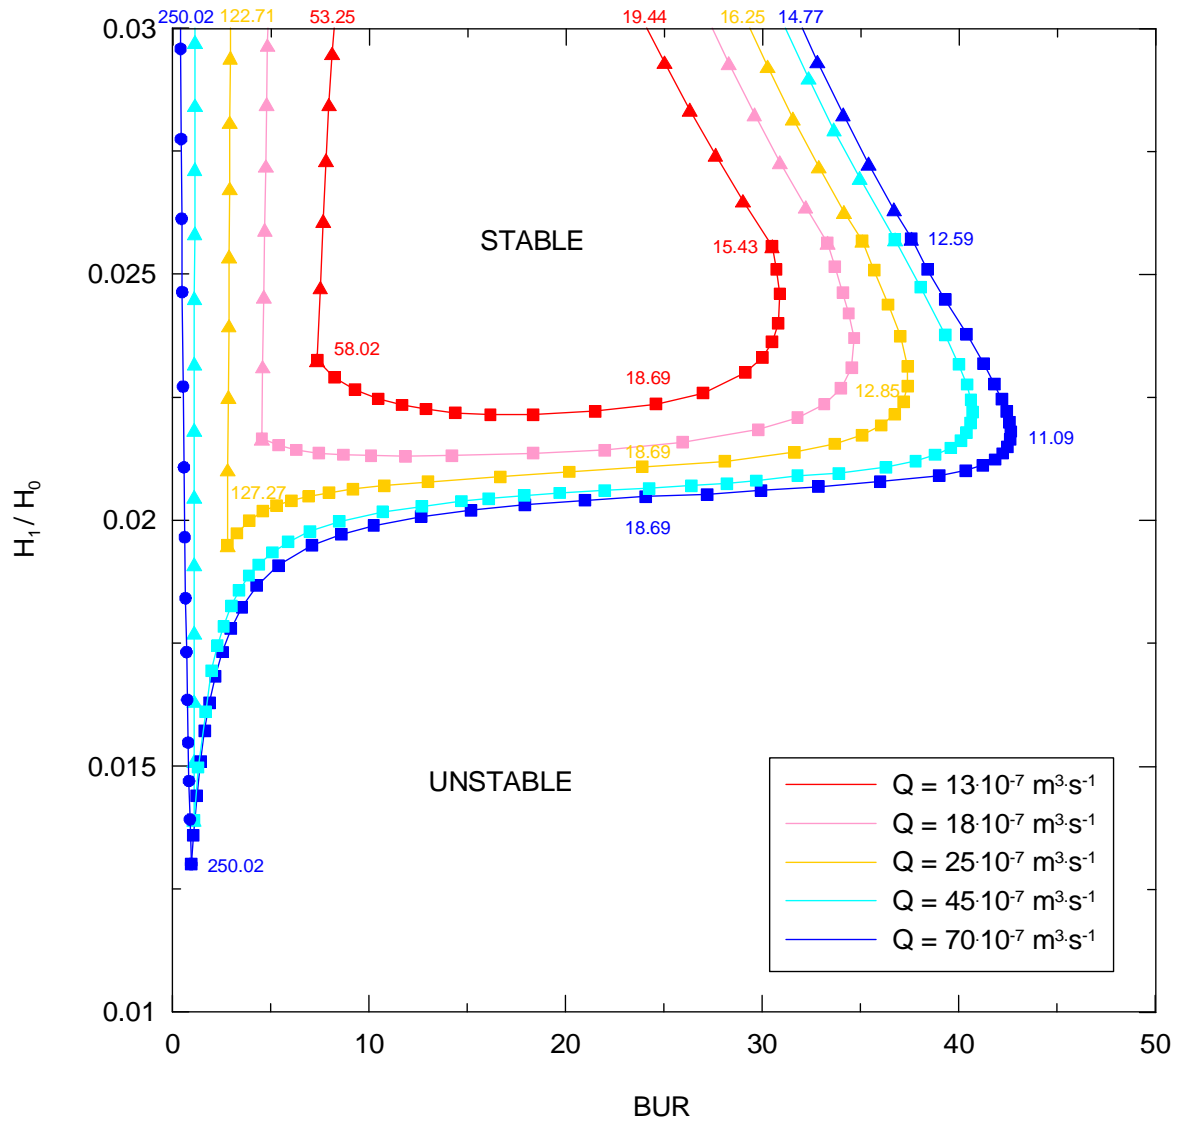 250.02 122.71 53.25 19.44 16.25 14.77
0.03
STABLE
15.43 12.59
0.025
58.02
18.69
12.85
11.09
18.69
127.27
0.02
18.69
H₁ / H₀
UNSTABLE
0.015
250.02
Q = 13·10⁻⁷ m³·s⁻¹
Q = 18·10⁻⁷ m³·s⁻¹
Q = 25·10⁻⁷ m³·s⁻¹
Q = 45·10⁻⁷ m³·s⁻¹
Q = 70·10⁻⁷ m³·s⁻¹
0.01
0 10 20 30 40 50
BUR